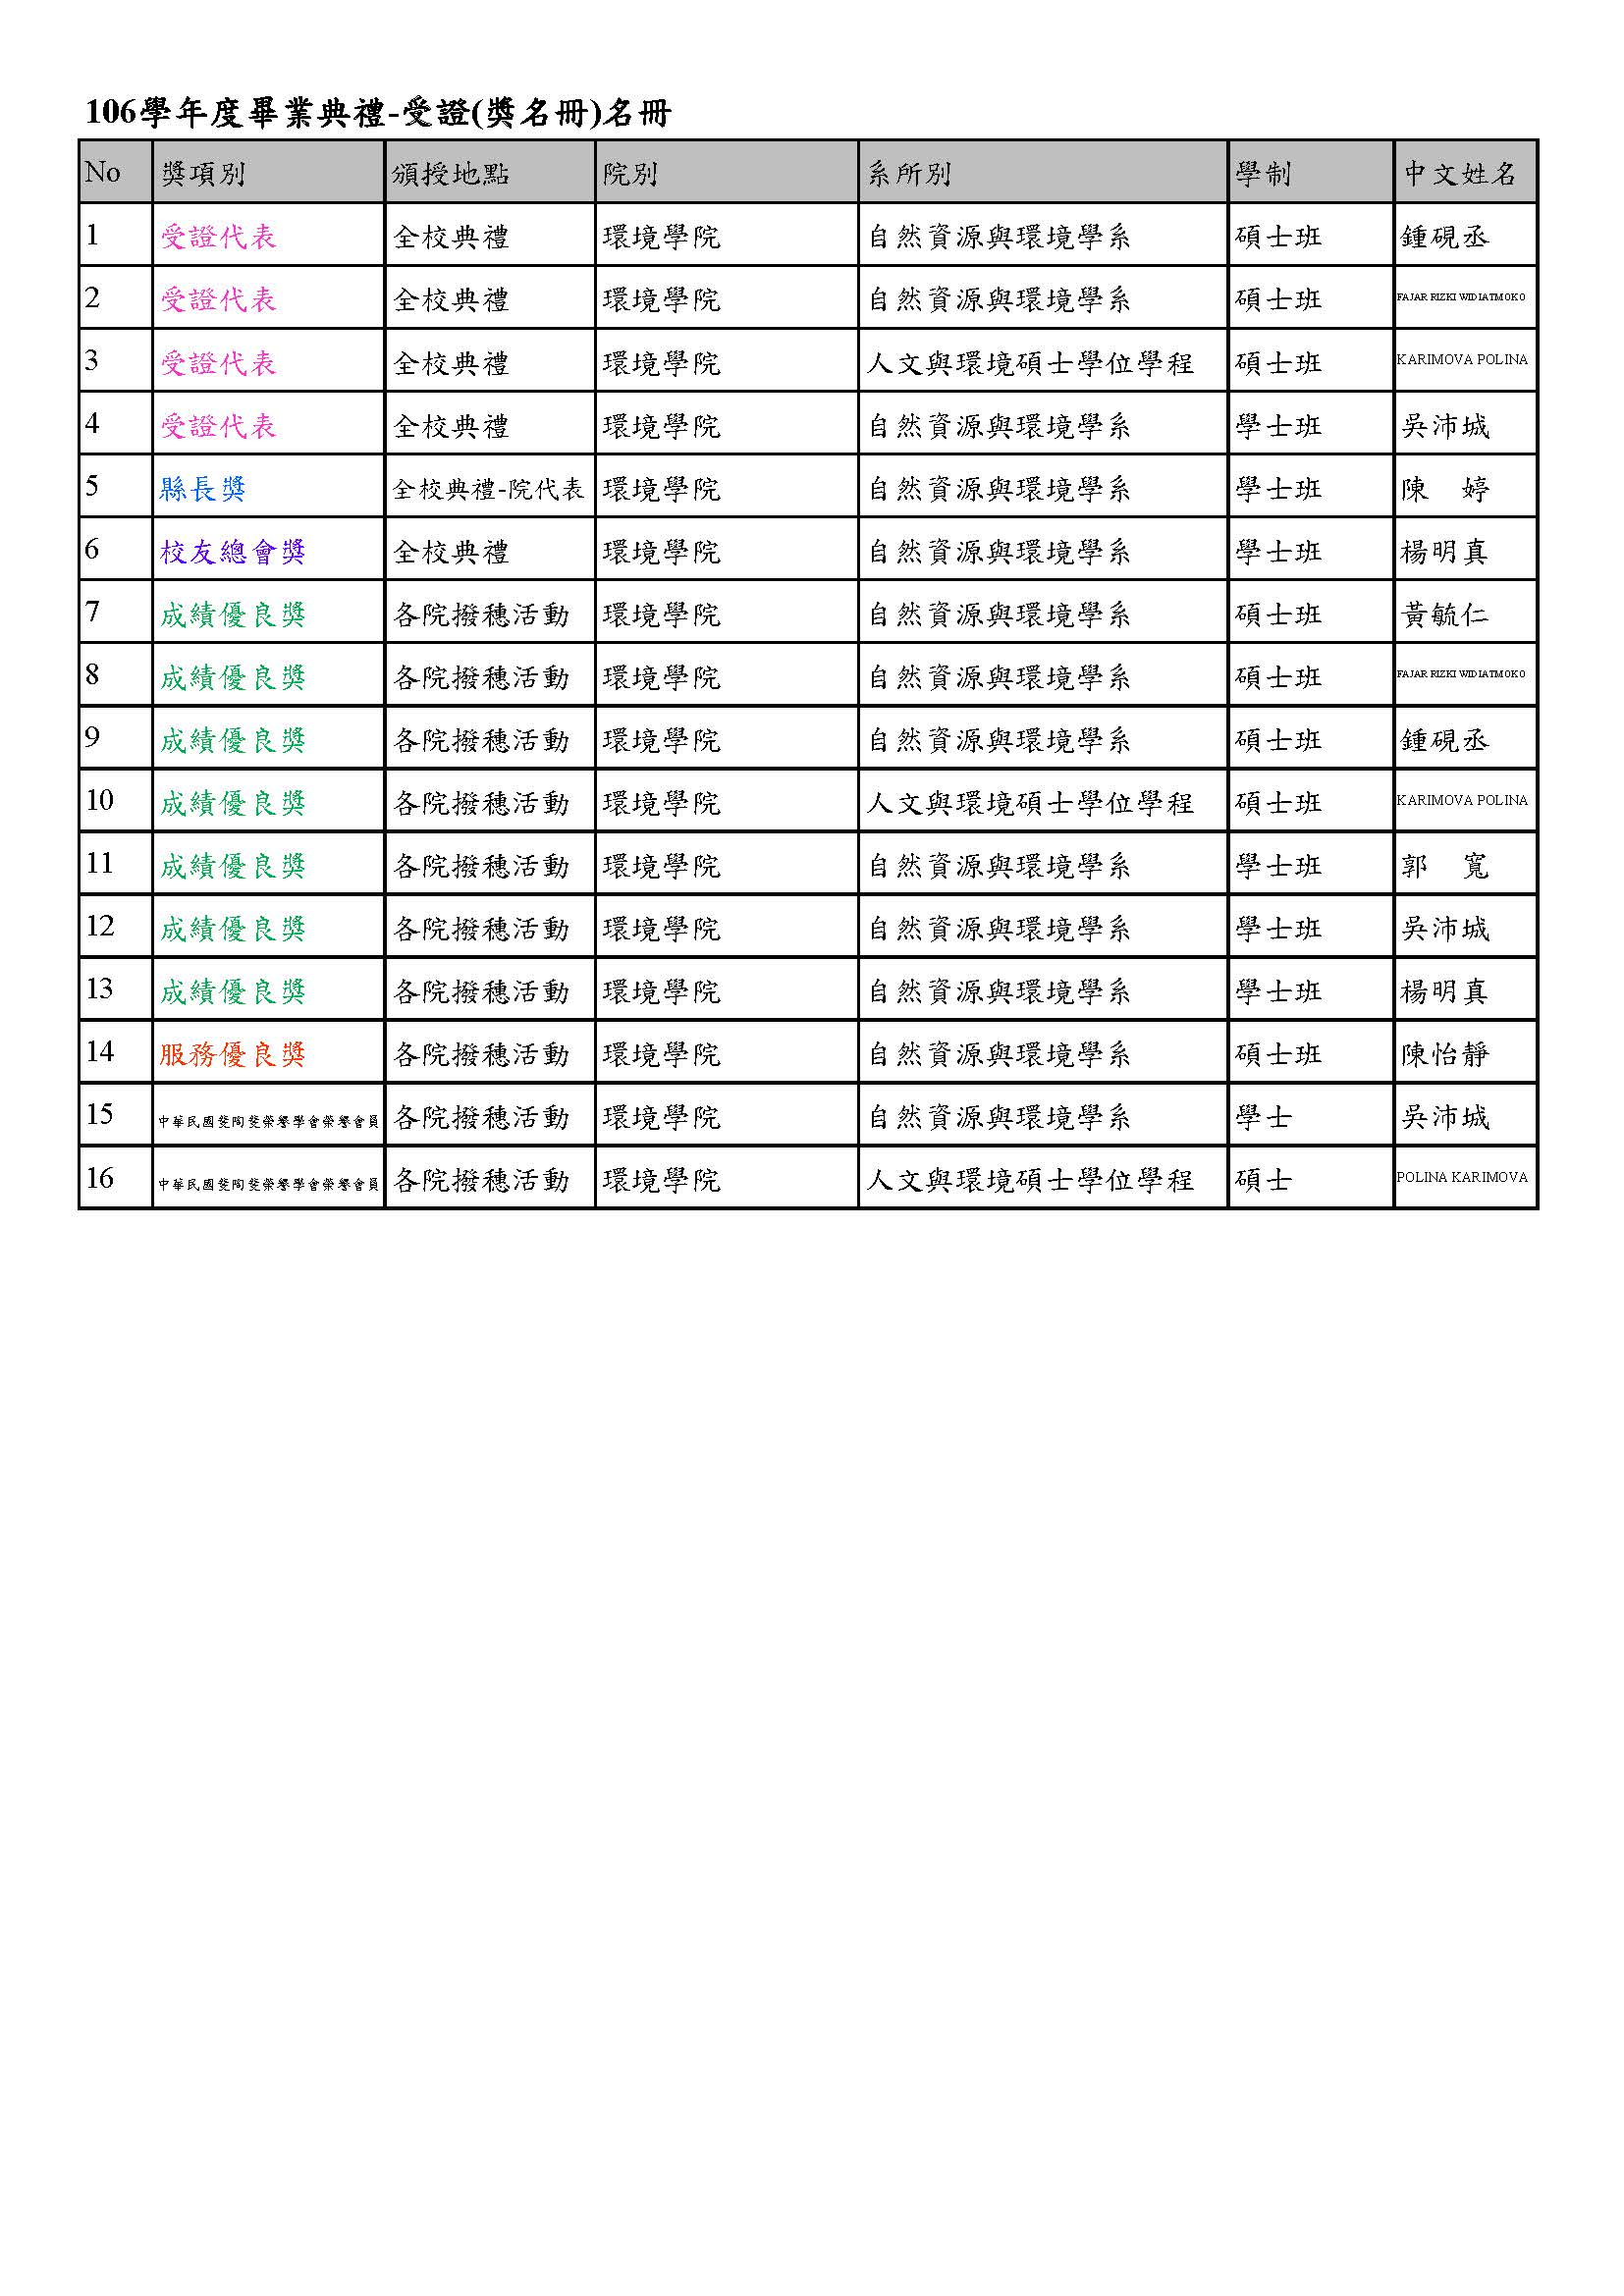 106學年度畢業典禮-受證(獎名冊)名冊
No 獎項別 頒授地點 院別 系所別 學制 中文姓名
1 受證代表 全校典禮 環境學院 自然資源與環境學系 碩士班 鍾硯丞
2 受證代表 全校典禮 環境學院 自然資源與環境學系 碩士班 FAJAR RIZKI WIDIATMOKO
3 受證代表 全校典禮 環境學院 人文與環境碩士學位學程 碩士班 KARIMOVA POLINA
4 受證代表 全校典禮 環境學院 自然資源與環境學系 學士班 吳沛城
5 縣長獎 全校典禮-院代表 環境學院 自然資源與環境學系 學士班 陳　婷
6 校友總會獎 全校典禮 環境學院 自然資源與環境學系 學士班 楊明真
7 成績優良獎 各院撥穗活動 環境學院 自然資源與環境學系 碩士班 黃毓仁
8 成績優良獎 各院撥穗活動 環境學院 自然資源與環境學系 碩士班 FAJAR RIZKI WIDIATMOKO
9 成績優良獎 各院撥穗活動 環境學院 自然資源與環境學系 碩士班 鍾硯丞
10 成績優良獎 各院撥穗活動 環境學院 人文與環境碩士學位學程 碩士班 KARIMOVA POLINA
11 成績優良獎 各院撥穗活動 環境學院 自然資源與環境學系 學士班 郭　寬
12 成績優良獎 各院撥穗活動 環境學院 自然資源與環境學系 學士班 吳沛城
13 成績優良獎 各院撥穗活動 環境學院 自然資源與環境學系 學士班 楊明真
14 服務優良獎 各院撥穗活動 環境學院 自然資源與環境學系 碩士班 陳怡靜
15 中華民國斐陶斐榮譽學會榮譽會員 各院撥穗活動 環境學院 自然資源與環境學系 學士 吳沛城
16 中華民國斐陶斐榮譽學會榮譽會員 各院撥穗活動 環境學院 人文與環境碩士學位學程 碩士 POLINA KARIMOVA